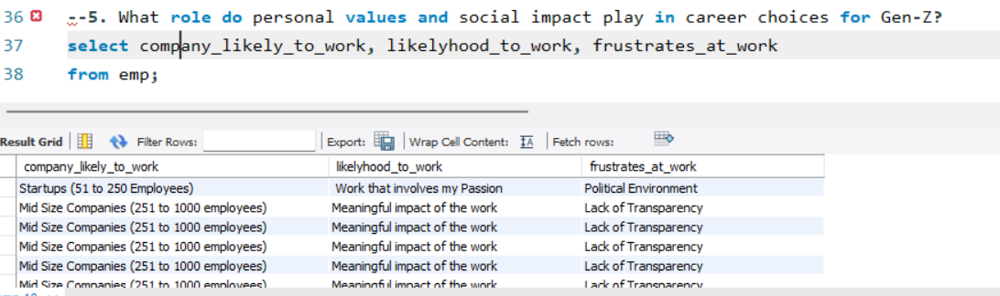 36 --5. What role do personal values and social impact play in career choices for Gen-Z?
37 select company_likely_to_work, likelyhood_to_work, frustrates_at_work
38 from emp;
Result Grid Filter Rows: Export: Wrap Cell Content: Fetch rows:
company_likely_to_work likelyhood_to_work frustrates_at_work
Startups (51 to 250 Employees) Work that involves my Passion Political Environment
Mid Size Companies (251 to 1000 employees) Meaningful impact of the work Lack of Transparency
Mid Size Companies (251 to 1000 employees) Meaningful impact of the work Lack of Transparency
Mid Size Companies (251 to 1000 employees) Meaningful impact of the work Lack of Transparency
Mid Size Companies (251 to 1000 employees) Meaningful impact of the work Lack of Transparency
Mid Size Companies (251 to 1000 employees) Meaningful impact of the work Lack of Transparency